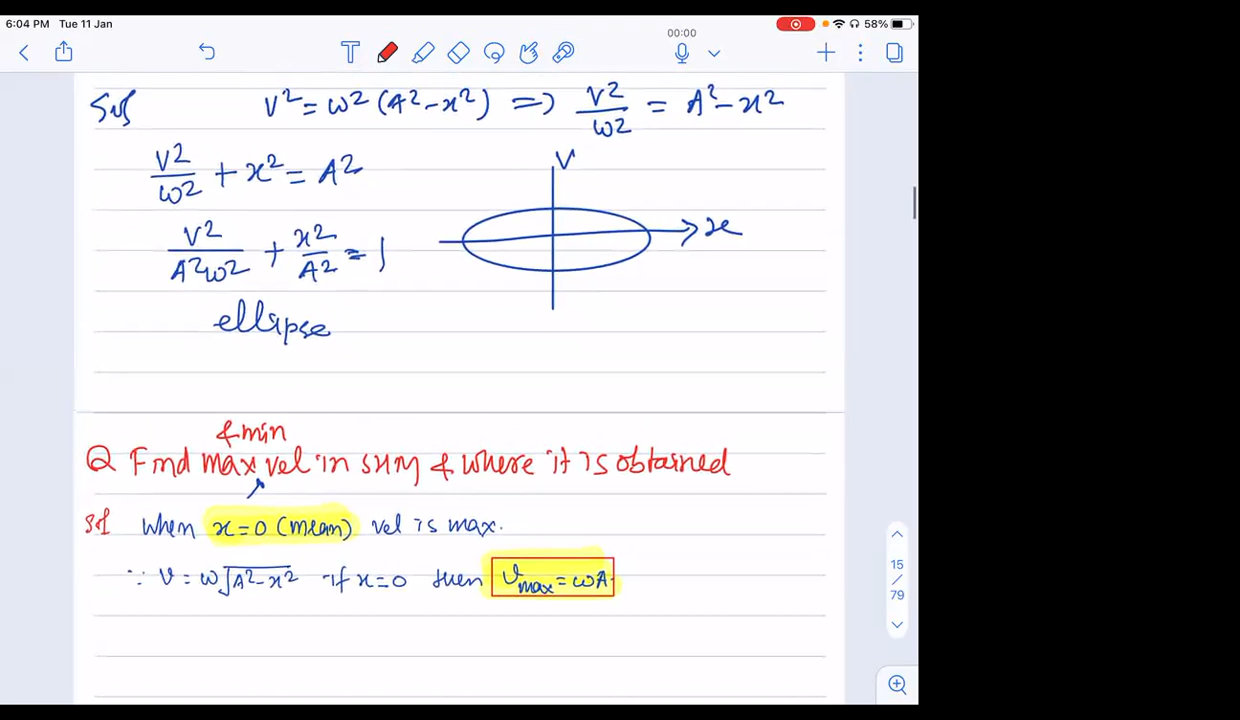 6:04 PM Tue 11 Jan
58%
00:00
Sol V² = ω² (A² - x²) => V²/ω² = A² - x²
V²/ω² + x² = A²
V
x
V²/A²ω² + x²/A² = 1
ellipse
& min
Q Find max vel in SHM & where it is obtained
Sol When x = 0 (mean) vel is max.
∵ v = ω√A²-x² if x = 0 then vmax = ωA.
15
/
79